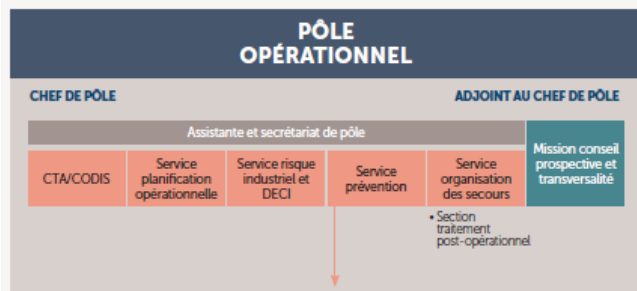 PÔLE
OPÉRATIONNEL
CHEF DE PÔLE
ADJOINT AU CHEF DE PÔLE
Assistante et secrétariat de pôle
CTA/CODIS
Service
planification
opérationnelle
Service risque
industriel et
DECI
Service
prévention
Service
organisation
des secours
Mission conseil
prospective et
transversalité
• Section
traitement
post-opérationnel